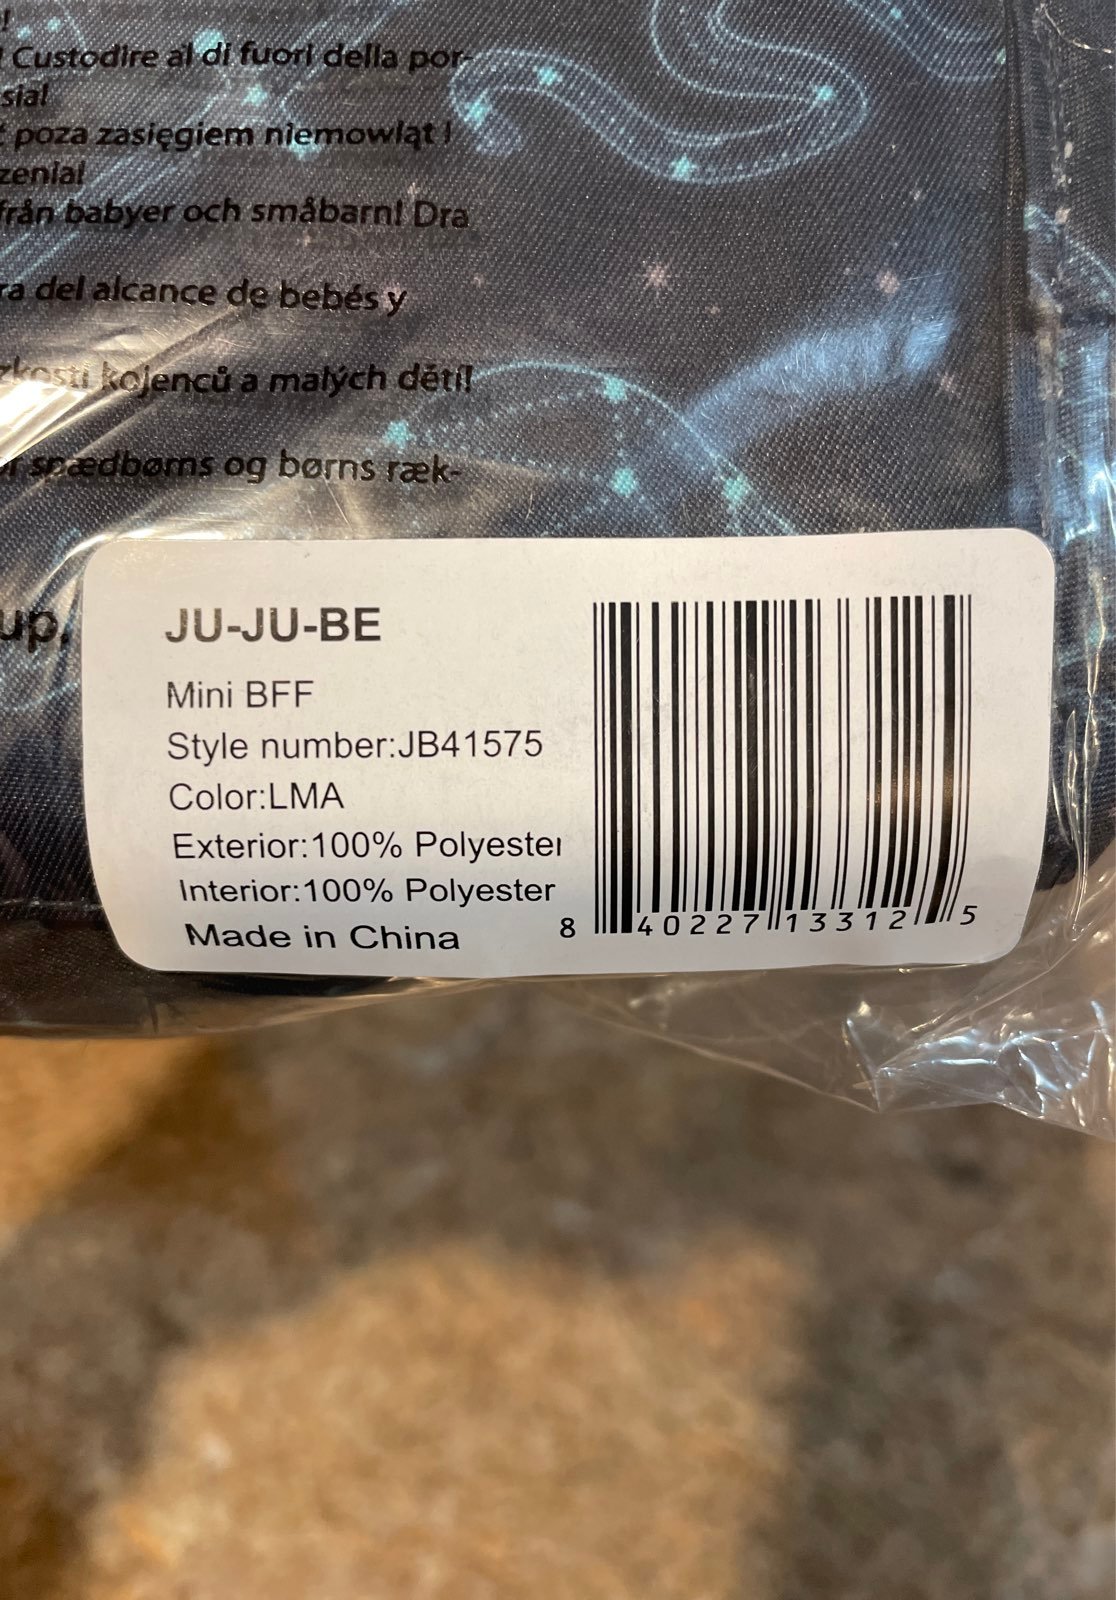 !
! Custodire al di fuori della por-
sia!
poza zasięgiem niemowląt i
zenia!
från babyer och småbarn! Dra
ra del alcance de bebés y
zkosti kojenců a malých dětí!
spædbørns og børns ræk-
up.
JU-JU-BE
Mini BFF
Style number:JB41575
Color:LMA
Exterior:100% Polyester
Interior:100% Polyester
Made in China
8 40227 13312 5